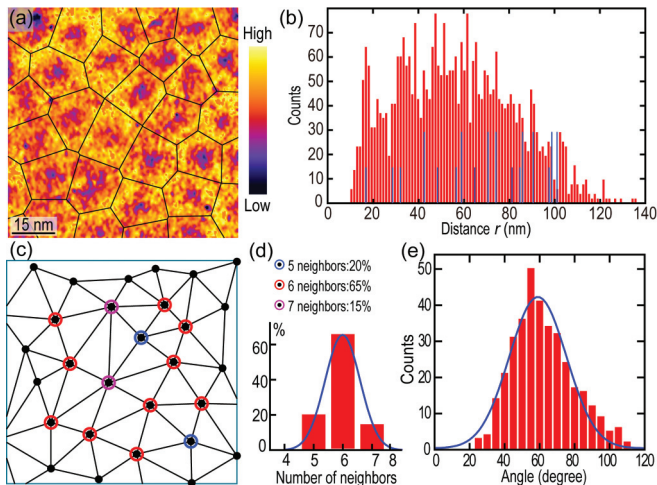 (a)
High
Low
15 nm
(b)
Counts
70
60
50
40
30
20
10
0
0 20 40 60 80 100 120 140
Distance r (nm)
(c)
(d)
5 neighbors:20%
6 neighbors:65%
7 neighbors:15%
%
60
40
20
0
4 5 6 7 8
Number of neighbors
(e)
Counts
50
40
30
20
10
0
0 20 40 60 80 100 120
Angle (degree)